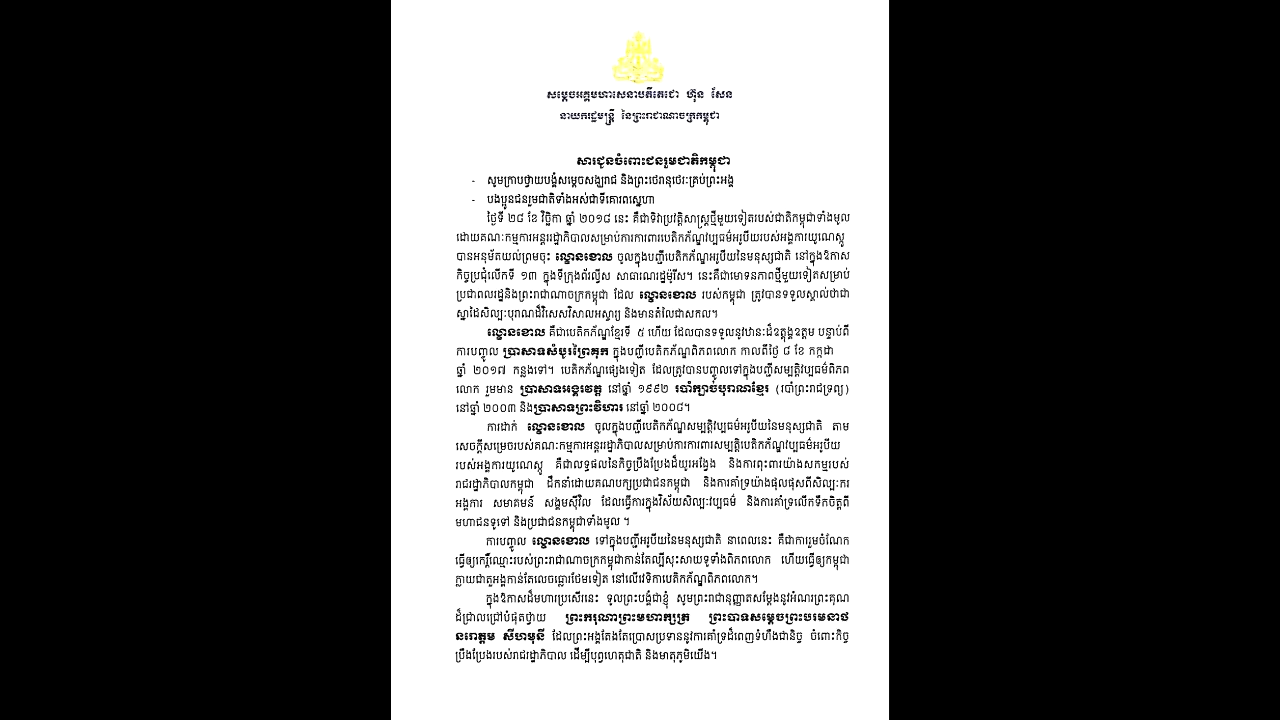 សម្តេចអគ្គមហាសេនាបតីតេជោ ហ៊ុន សែន
នាយករដ្ឋមន្ត្រី នៃព្រះរាជាណាចក្រកម្ពុជា
សារជូនចំពោះជនរួមជាតិកម្ពុជា
- សូមក្រាបថ្វាយបង្គំសម្តេចសង្ឃរាជ និងព្រះថេរានុថេរៈគ្រប់ព្រះអង្គ
- បងប្អូនជនរួមជាតិទាំងអស់ជាទីគោរពស្នេហា
ថ្ងៃទី ២៨ ខែ វិច្ឆិកា ឆ្នាំ ២០១៨ នេះ គឺជាទិវាប្រវត្តិសាស្ត្រថ្មីមួយទៀតរបស់ជាតិកម្ពុជាទាំងមូល
ដោយគណៈកម្មការអន្តររដ្ឋាភិបាលសម្រាប់ការការពារបេតិកភ័ណ្ឌវប្បធម៌អរូបីយរបស់អង្គការយូណេស្កូ
បានអនុម័តយល់ព្រមចុះ ល្ខោនខោល ចូលក្នុងបញ្ជីបេតិកភ័ណ្ឌអរូបីយនៃមនុស្សជាតិ នៅក្នុងឱកាស
កិច្ចប្រជុំលើកទី ១៣ ក្នុងទីក្រុងព័រល្វីស សាធារណរដ្ឋម៉ូរីស។ នេះគឺជាមោទនភាពថ្មីមួយទៀតសម្រាប់
ប្រជាពលរដ្ឋនិងព្រះរាជាណាចក្រកម្ពុជា ដែល ល្ខោនខោល របស់កម្ពុជា ត្រូវបានទទួលស្គាល់ថាជា
ស្នាដៃសិល្បៈបុរាណដ៏វិសេសវិសាលអស្ចារ្យ និងមានតំលៃជាសកល។
ល្ខោនខោល គឺជាបេតិកភ័ណ្ឌខ្មែរទី ៥ ហើយ ដែលបានទទួលនូវឋានៈដ៏ឧត្តុង្គឧត្តម បន្ទាប់ពី
ការបញ្ចូល ប្រាសាទសំបូរព្រៃគុក ក្នុងបញ្ជីបេតិកភ័ណ្ឌពិភពលោក កាលពីថ្ងៃ ៨ ខែ កក្កដា
ឆ្នាំ ២០១៧ កន្លងទៅ។ បេតិកភ័ណ្ឌផ្សេងទៀត ដែលត្រូវបានបញ្ចូលទៅក្នុងបញ្ជីសម្បត្តិវប្បធម៌ពិភព
លោក រួមមាន ប្រាសាទអង្គរវត្ត នៅឆ្នាំ ១៩៩២ របាំក្បាច់បុរាណខ្មែរ (របាំព្រះរាជទ្រព្យ)
នៅឆ្នាំ ២០០៣ និងប្រាសាទព្រះវិហារ នៅឆ្នាំ ២០០៨។
ការដាក់ ល្ខោនខោល ចូលក្នុងបញ្ជីបេតិកភ័ណ្ឌសម្បត្តិវប្បធម៌អរូបីយនៃមនុស្សជាតិ តាម
សេចក្តីសម្រេចរបស់គណៈកម្មការអន្តររដ្ឋាភិបាលសម្រាប់ការការពារសម្បត្តិបេតិកភ័ណ្ឌវប្បធម៌អរូបីយ
របស់អង្គការយូណេស្កូ គឺជាលទ្ធផលនៃកិច្ចប្រឹងប្រែងដ៏យូរអង្វែង និងការពុះពារយ៉ាងសកម្មរបស់
រាជរដ្ឋាភិបាលកម្ពុជា ដឹកនាំដោយគណបក្សប្រជាជនកម្ពុជា និងការគាំទ្រយ៉ាងផុលផុសពីសិល្បៈករ
អង្គការ សមាគមន៍ សង្គមស៊ីវិល ដែលធ្វើការក្នុងវិស័យសិល្បៈវប្បធម៌ និងការគាំទ្រលើកទឹកចិត្តពី
មហាជនទូទៅ និងប្រជាជនកម្ពុជាទាំងមូល ។
ការបញ្ចូល ល្ខោនខោល ទៅក្នុងបញ្ជីអរូបីយនៃមនុស្សជាតិ នាពេលនេះ គឺជាការរួមចំណែក
ធ្វើឲ្យកេរ្តិ៍ឈ្មោះរបស់ព្រះរាជាណាចក្រកម្ពុជាកាន់តែល្បីសុះសាយទូទាំងពិភពលោក ហើយធ្វើឲ្យកម្ពុជា
ក្លាយជាតួអង្គកាន់តែលេចធ្លោរថែមទៀត នៅលើវេទិកាបេតិកភ័ណ្ឌពិភពលោក។
ក្នុងឱកាសដ៏មហារប្រសើរនេះ ទូលព្រះបង្គំជាខ្ញុំ សូមព្រះរាជានុញ្ញាតសម្តែងនូវអំណរព្រះគុណ
ដ៏ជ្រាលជ្រៅបំផុតថ្វាយ ព្រះករុណាព្រះមហាក្សត្រ ព្រះបាទសម្តេចព្រះបរមនាថ
នរោត្តម សីហមុនី ដែលព្រះអង្គតែងតែប្រោសប្រទាននូវការគាំទ្រដ៏ពេញទំហឹងជានិច្ច ចំពោះកិច្ច
ប្រឹងប្រែងរបស់រាជរដ្ឋាភិបាល ដើម្បីបុព្វហេតុជាតិ និងមាតុភូមិយើង។